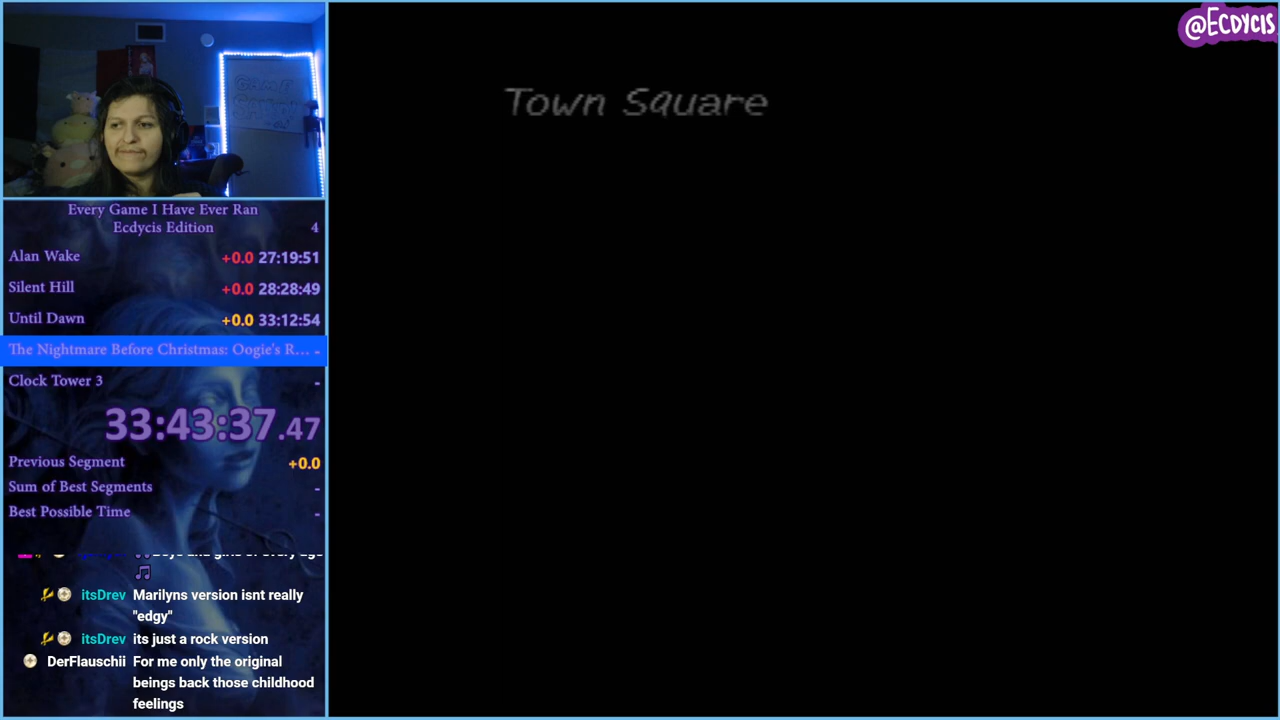 @ECDYCIS
Town Square
GAME
Every Game I Have Ever Ran
Ecdycis Edition 4
Alan Wake +0.0 27:19:51
Silent Hill +0.0 28:28:49
Until Dawn +0.0 33:12:54
The Nightmare Before Christmas: Oogie's R... -
Clock Tower 3 -
33:43:37.47
Previous Segment +0.0
Sum of Best Segments -
Best Possible Time -
itsDrev Marilyns version isnt really
"edgy"
itsDrev its just a rock version
DerFlauschii For me only the original
beings back those childhood
feelings